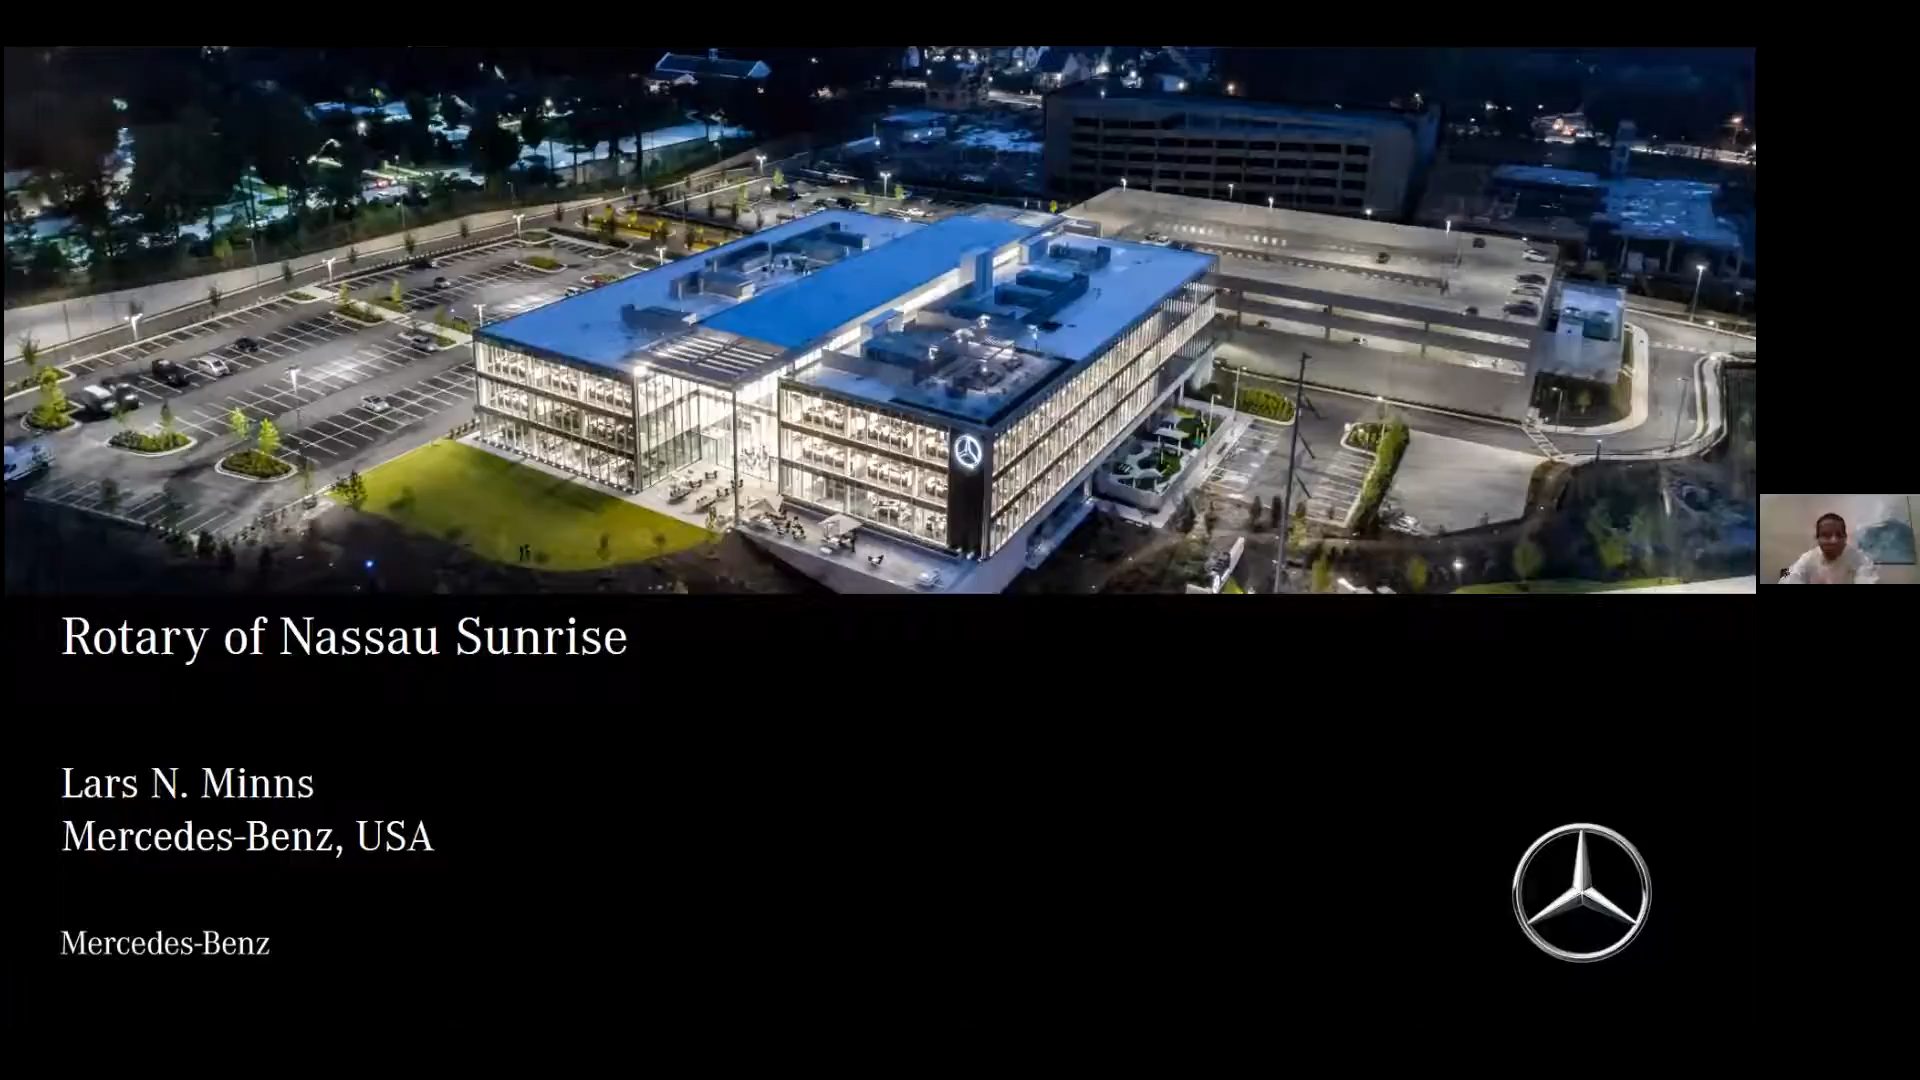 Rotary of Nassau Sunrise
Lars N. Minns
Mercedes-Benz, USA
Mercedes-Benz